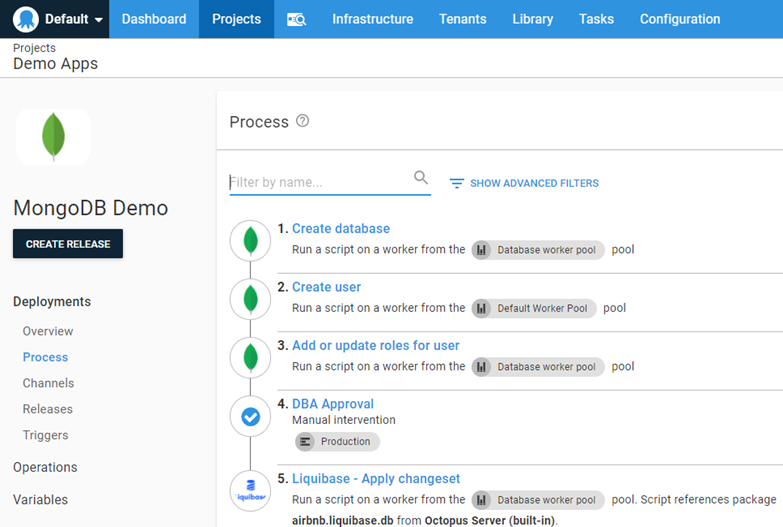 Default Dashboard Projects Infrastructure Tenants Library Tasks Configuration
Projects
Demo Apps
MongoDB Demo
CREATE RELEASE
Deployments
Overview
Process
Channels
Releases
Triggers
Operations
Variables
Process
Filter by name...
SHOW ADVANCED FILTERS
1. Create database
Run a script on a worker from the Database worker pool pool
2. Create user
Run a script on a worker from the Default Worker Pool pool
3. Add or update roles for user
Run a script on a worker from the Database worker pool pool
4. DBA Approval
Manual intervention
Production
LIQUIBASE
5. Liquibase - Apply changeset
Run a script on a worker from the Database worker pool pool. Script references package
airbnb.liquibase.db from Octopus Server (built-in).